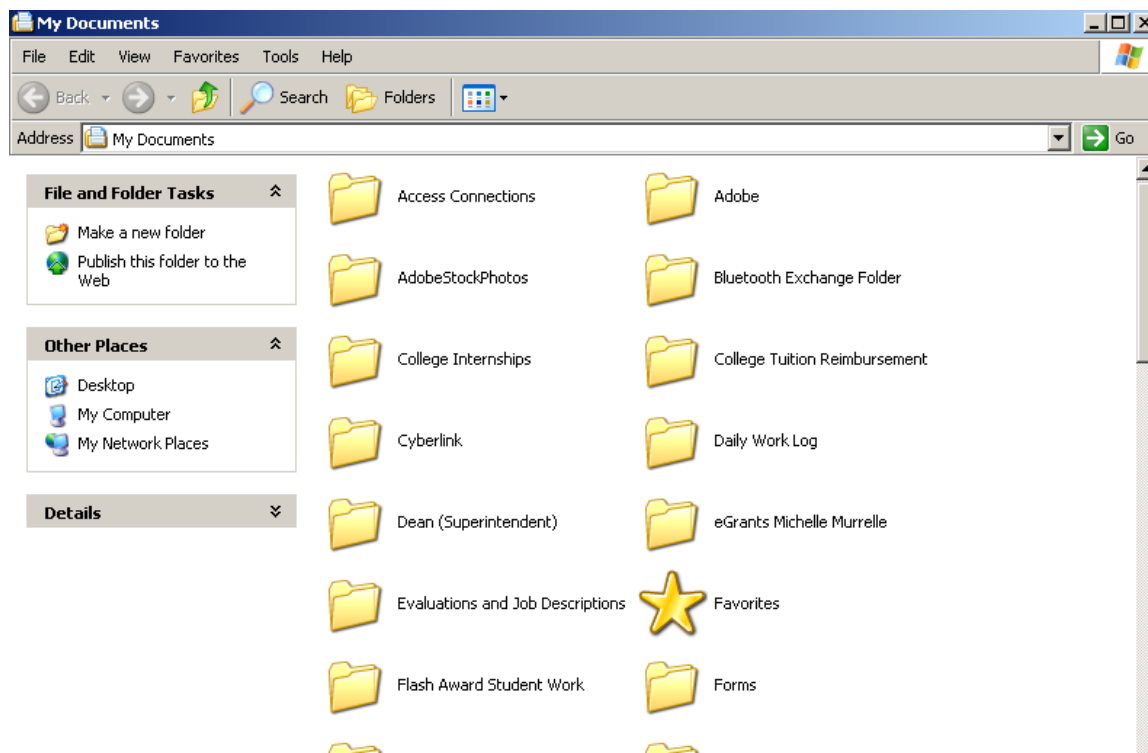 My Documents
File Edit View Favorites Tools Help
Back Search Folders
Address My Documents Go
File and Folder Tasks
Make a new folder
Publish this folder to the
Web
Other Places
Desktop
My Computer
My Network Places
Details
Access Connections Adobe
AdobeStockPhotos Bluetooth Exchange Folder
College Internships College Tuition Reimbursement
Cyberlink Daily Work Log
Dean (Superintendent) eGrants Michelle Murrelle
Evaluations and Job Descriptions Favorites
Flash Award Student Work Forms